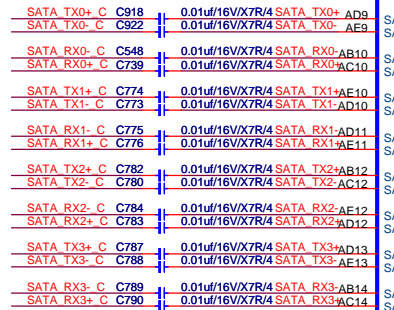 SATA_TX0+_C C918 0.01uf/16V/X7R/4 SATA_TX0+ AD9
SATA_TX0-_C C922 0.01uf/16V/X7R/4 SATA_TX0- AE9
SATA_RX0-_C C548 0.01uf/16V/X7R/4 SATA_RX0- AB10
SATA_RX0+_C C739 0.01uf/16V/X7R/4 SATA_RX0+ AC10
SATA_TX1+_C C774 0.01uf/16V/X7R/4 SATA_TX1+ AE10
SATA_TX1-_C C773 0.01uf/16V/X7R/4 SATA_TX1- AD10
SATA_RX1-_C C775 0.01uf/16V/X7R/4 SATA_RX1- AD11
SATA_RX1+_C C776 0.01uf/16V/X7R/4 SATA_RX1+ AE11
SATA_TX2+_C C782 0.01uf/16V/X7R/4 SATA_TX2+ AB12
SATA_TX2-_C C780 0.01uf/16V/X7R/4 SATA_TX2- AC12
SATA_RX2-_C C784 0.01uf/16V/X7R/4 SATA_RX2- AE12
SATA_RX2+_C C783 0.01uf/16V/X7R/4 SATA_RX2+ AD12
SATA_TX3+_C C787 0.01uf/16V/X7R/4 SATA_TX3+ AD13
SATA_TX3-_C C788 0.01uf/16V/X7R/4 SATA_TX3- AE13
SATA_RX3-_C C789 0.01uf/16V/X7R/4 SATA_RX3- AB14
SATA_RX3+_C C790 0.01uf/16V/X7R/4 SATA_RX3+ AC14